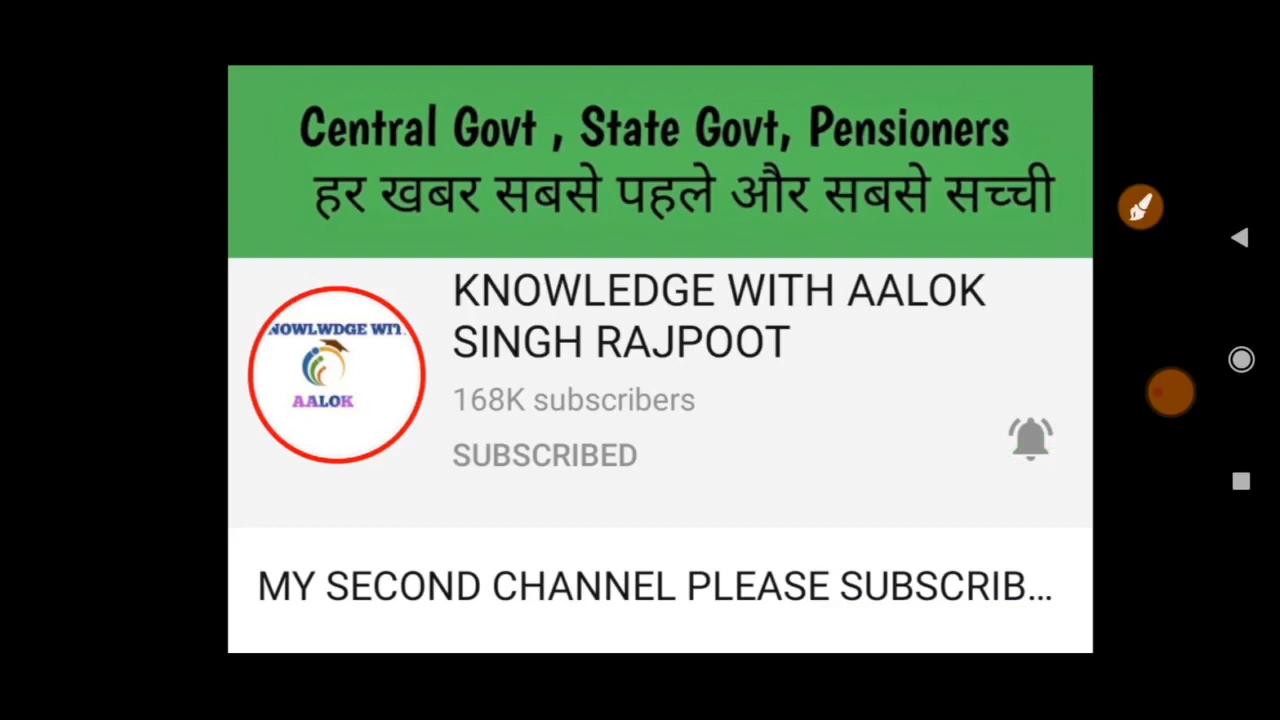 Central Govt , State Govt, Pensioners
हर खबर सबसे पहले और सबसे सच्ची
KNOWLEDGE WITH AALOK
SINGH RAJPOOT
NOWLWDGE WIT
AALOK
168K subscribers
SUBSCRIBED
MY SECOND CHANNEL PLEASE SUBSCRIB...